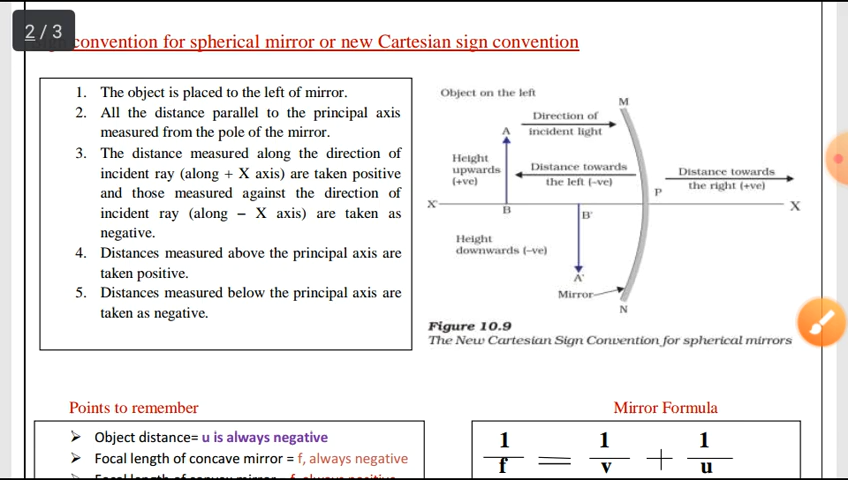 2 / 3
convention for spherical mirror or new Cartesian sign convention
1. The object is placed to the left of mirror.
2. All the distance parallel to the principal axis
measured from the pole of the mirror.
3. The distance measured along the direction of
incident ray (along + X axis) are taken positive
and those measured against the direction of
incident ray (along – X axis) are taken as
negative.
4. Distances measured above the principal axis are
taken positive.
5. Distances measured below the principal axis are
taken as negative.
Object on the left
M
Direction of
incident light
A
Height
upwards
(+ve)
Distance towards
the left (-ve)
Distance towards
the right (+ve)
P
X'
B
B'
X
Height
downwards (-ve)
A'
Mirror
N
Figure 10.9
The New Cartesian Sign Convention for spherical mirrors
Points to remember
Mirror Formula
➢ Object distance= u is always negative
➢ Focal length of concave mirror = f, always negative
1 1 1
= +
f v u